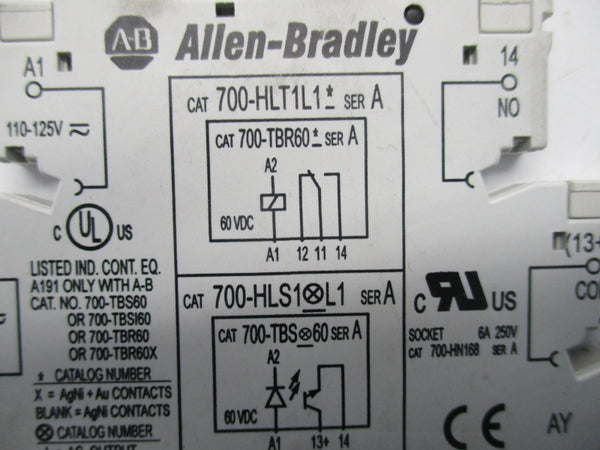 A-B Allen-Bradley
A1
14
110-125V
NO
CAT 700-HLT1L1* SER A
CAT 700-TBR60* SER A
A2
60 VDC
A1 12 11 14
C UL US
LISTED IND. CONT. EQ.
A191 ONLY WITH A-B
CAT. NO. 700-TBS60
OR 700-TBSI60
OR 700-TBR60
OR 700-TBR60X
* CATALOG NUMBER
X = AgNi + Au CONTACTS
BLANK = AgNi CONTACTS
⊗ CATALOG NUMBER
CAT 700-HLS1⊗L1 SER A
CAT 700-TBS⊗60 SER A
A2
60 VDC
A1 13+ 14
(13+
CO
C RU US
SOCKET 6A 250V
CAT 700-HN168 SER A
CE AY